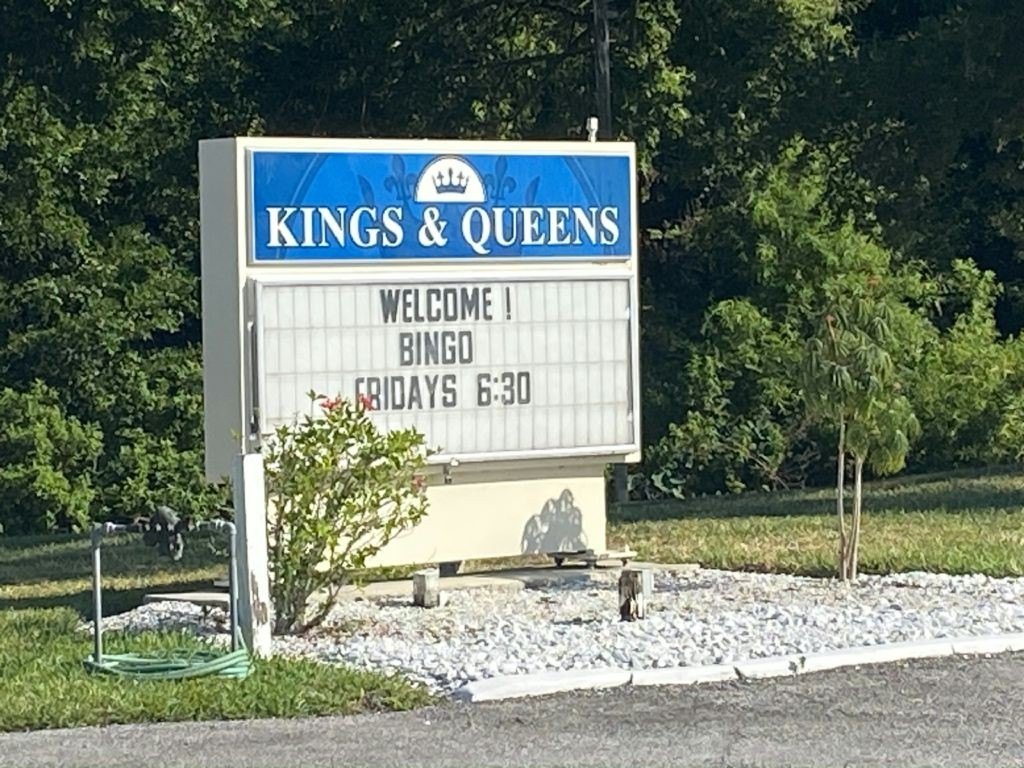 KINGS & QUEENS
WELCOME !
BINGO
FRIDAYS 6:30